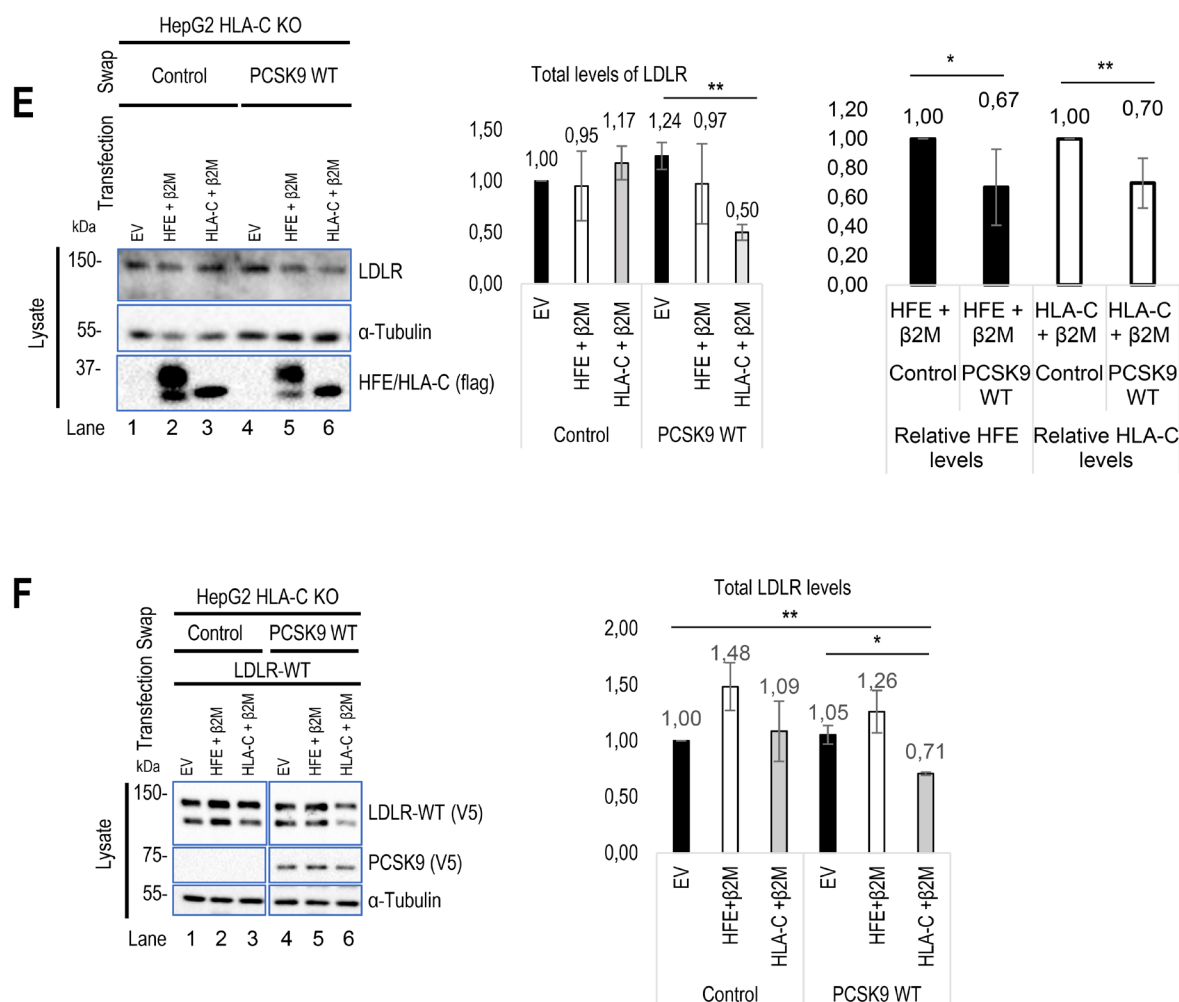 E
HepG2 HLA-C KO
Swap
Control PCSK9 WT
Transfection
kDa
EV
HFE + β2M
HLA-C + β2M
EV
HFE + β2M
HLA-C + β2M
Lysate
150-
LDLR
55-
α-Tubulin
37-
HFE/HLA-C (flag)
Lane 1 2 3 4 5 6
Total levels of LDLR
**
1,50
1,00
0,50
0,00
1,00 0,95 1,17 1,24 0,97 0,50
EV
HFE + β2M
HLA-C + β2M
EV
HFE + β2M
HLA-C + β2M
Control PCSK9 WT
* **
1,20
1,00
0,80
0,60
0,40
0,20
0,00
1,00 0,67 1,00 0,70
HFE + HFE + HLA-C HLA-C
β2M β2M + β2M + β2M
Control PCSK9 Control PCSK9
WT WT
Relative HFE Relative HLA-C
levels levels
F
HepG2 HLA-C KO
Transfection Swap
Control PCSK9 WT
LDLR-WT
kDa
EV
HFE + β2M
HLA-C + β2M
EV
HFE + β2M
HLA-C + β2M
Lysate
150-
LDLR-WT (V5)
75-
PCSK9 (V5)
55-
α-Tubulin
Lane 1 2 3 4 5 6
Total LDLR levels
**
*
2,00
1,50
1,00
0,50
0,00
1,00 1,48 1,09 1,05 1,26 0,71
EV
HFE+β2M
HLA-C +β2M
EV
HFE+β2M
HLA-C +β2M
Control PCSK9 WT